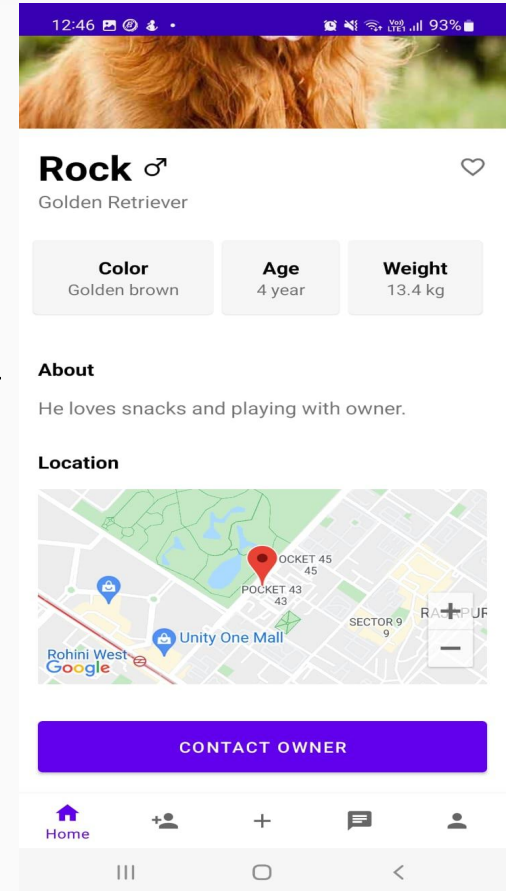 12:46
Vo))
LTE1 93%
Rock
Golden Retriever
Color
Golden brown
Age
4 year
Weight
13.4 kg
About
He loves snacks and playing with owner.
Location
OCKET 45
45
POCKET 43
43
SECTOR 9
9
Unity One Mall
Rohini West
Google
CONTACT OWNER
Home